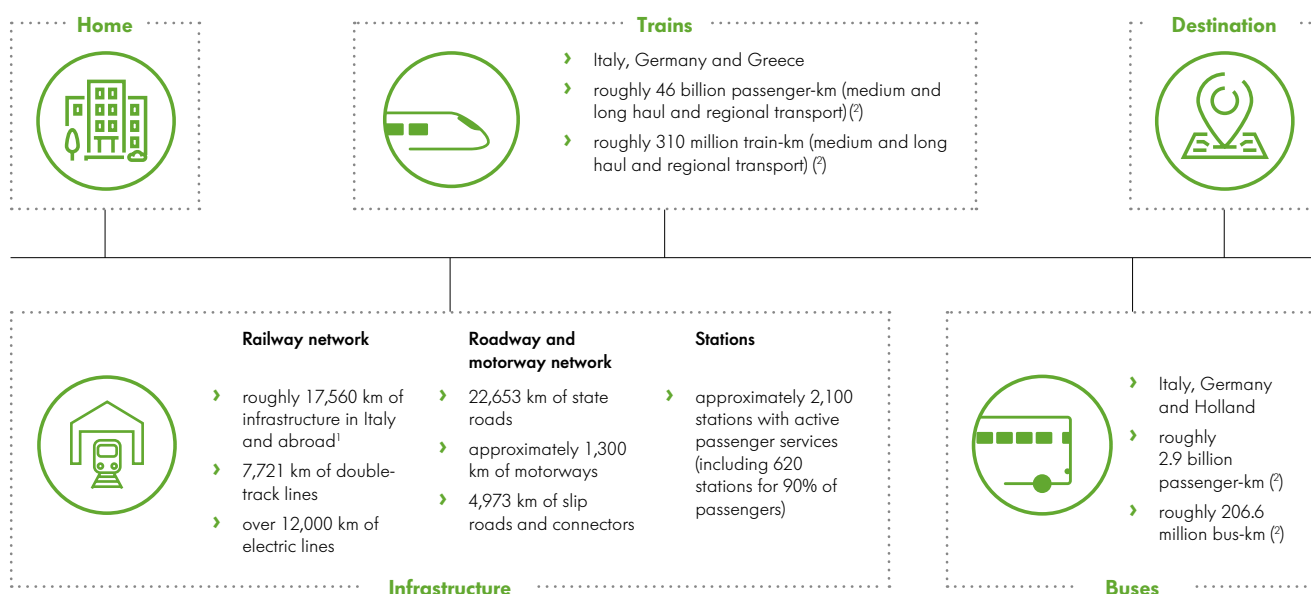 Home
Trains
› Italy, Germany and Greece
› roughly 46 billion passenger-km (medium and
long haul and regional transport)(²)
› roughly 310 million train-km (medium and long
haul and regional transport) (²)
Destination
Railway network
› roughly 17,560 km of
infrastructure in Italy
and abroad¹
› 7,721 km of double-
track lines
› over 12,000 km of
electric lines
Roadway and
motorway network
› 22,653 km of state
roads
› approximately 1,300
km of motorways
› 4,973 km of slip
roads and connectors
Stations
› approximately 2,100
stations with active
passenger services
(including 620
stations for 90% of
passengers)
Infrastructure
› Italy, Germany
and Holland
› roughly
2.9 billion
passenger-km (²)
› roughly 206.6
million bus-km (²)
Buses